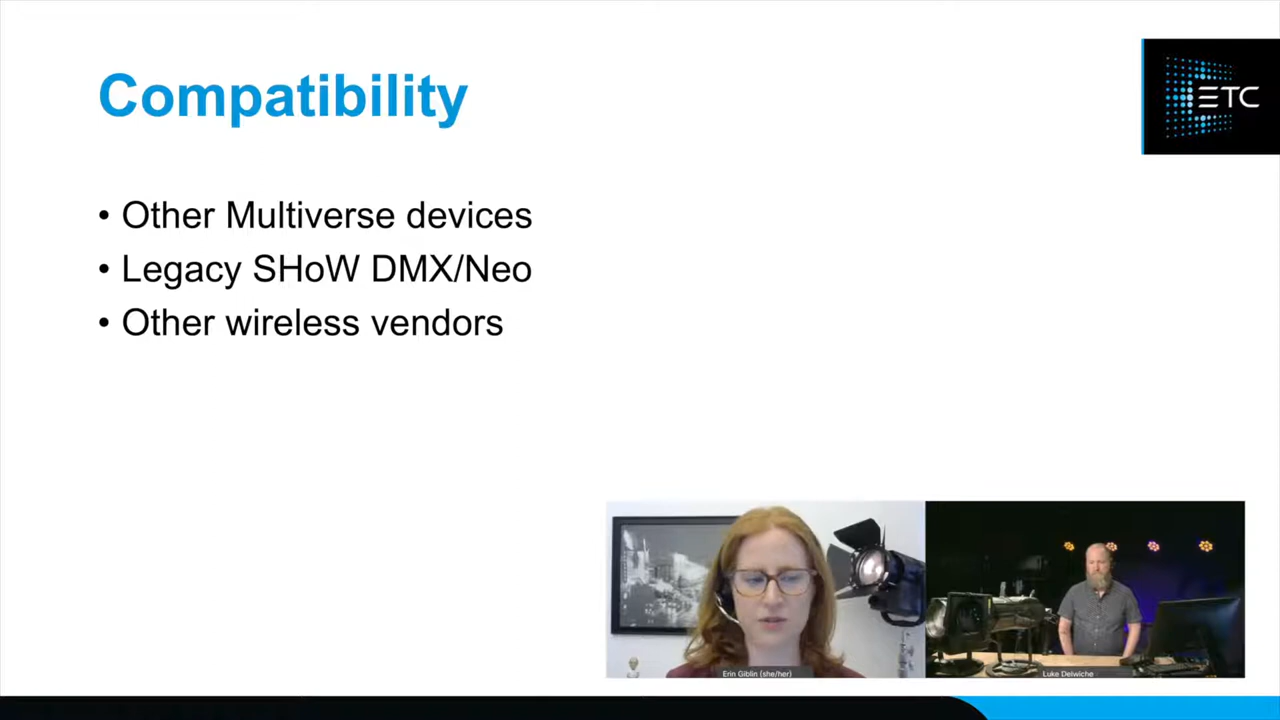 Compatibility
ETC
• Other Multiverse devices
• Legacy SHoW DMX/Neo
• Other wireless vendors
Erin Giblin (she/her)
Luke Delwiche